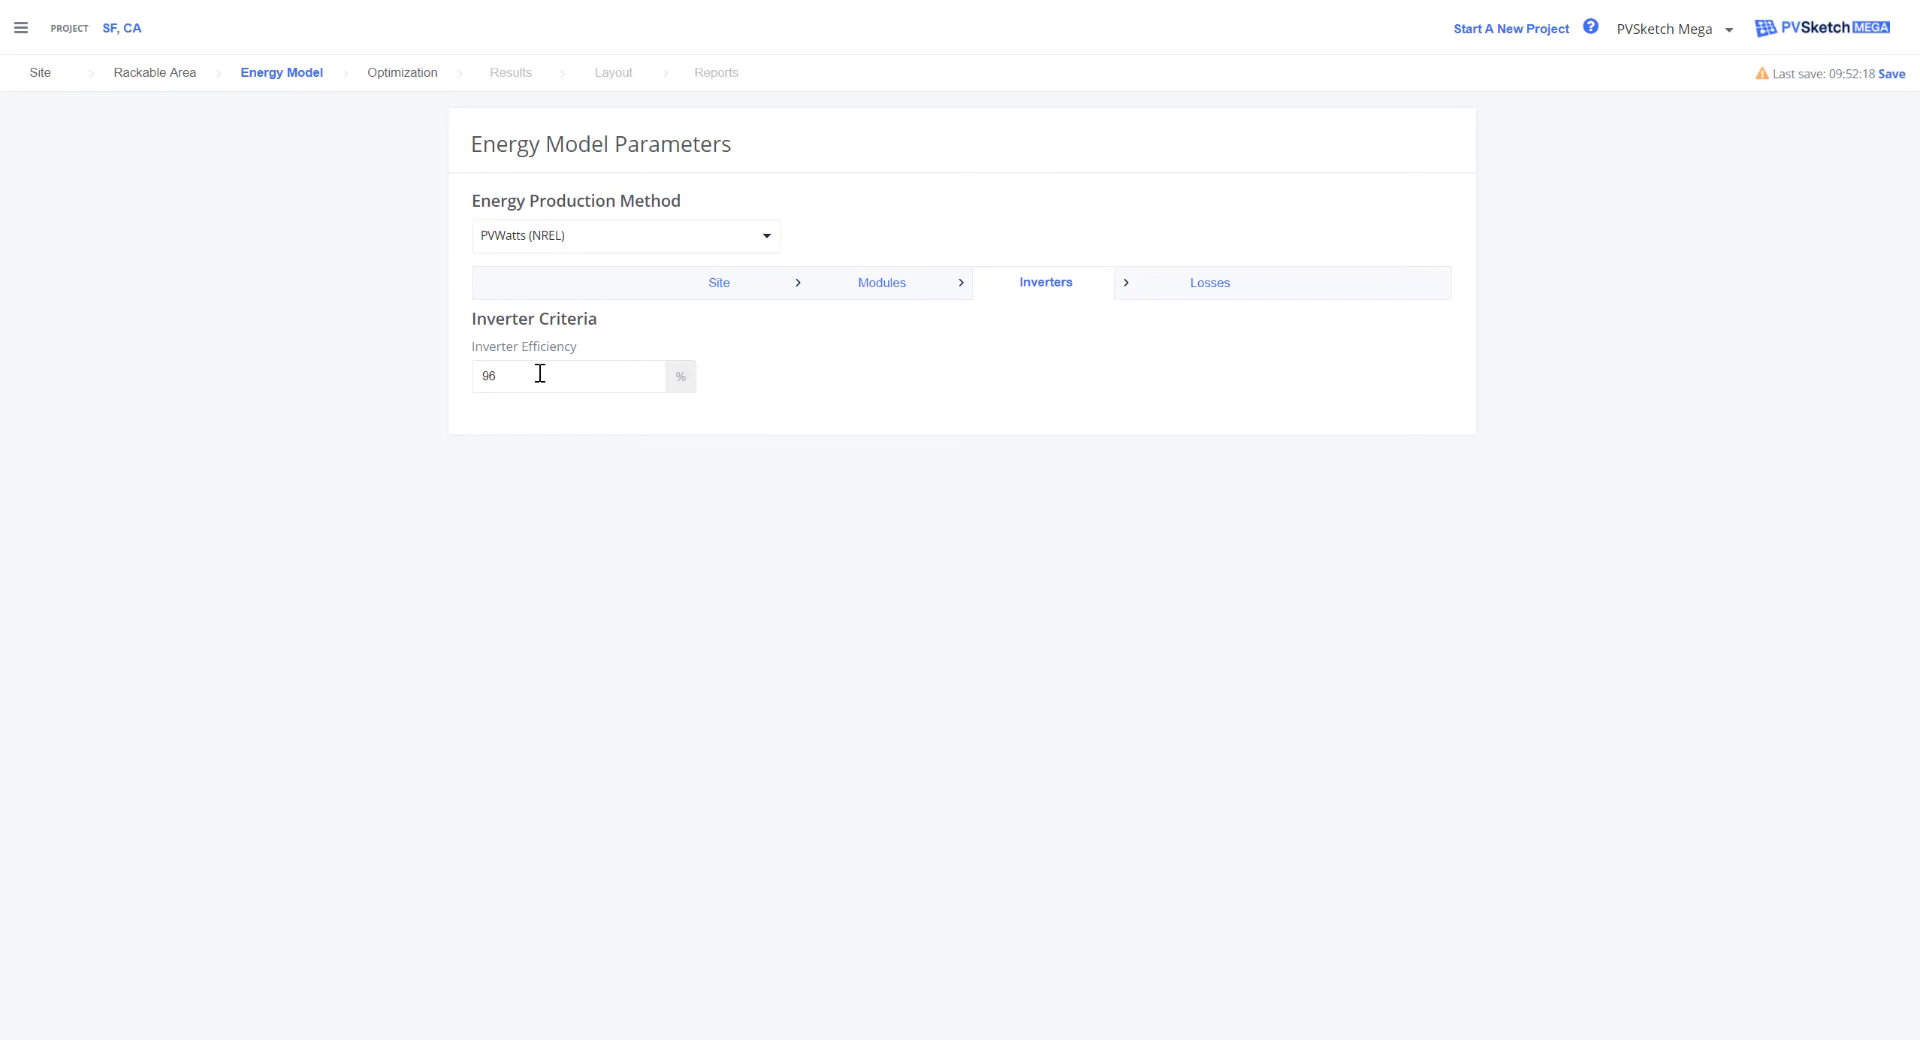 PROJECT SF, CA Start A New Project ? PVSketch Mega PVSketch MEGA
Site Rackable Area Energy Model Optimization Results Layout Reports Last save: 09:52:18 Save
Energy Model Parameters
Energy Production Method
PVWatts (NREL)
Site Modules Inverters Losses
Inverter Criteria
Inverter Efficiency
96 %